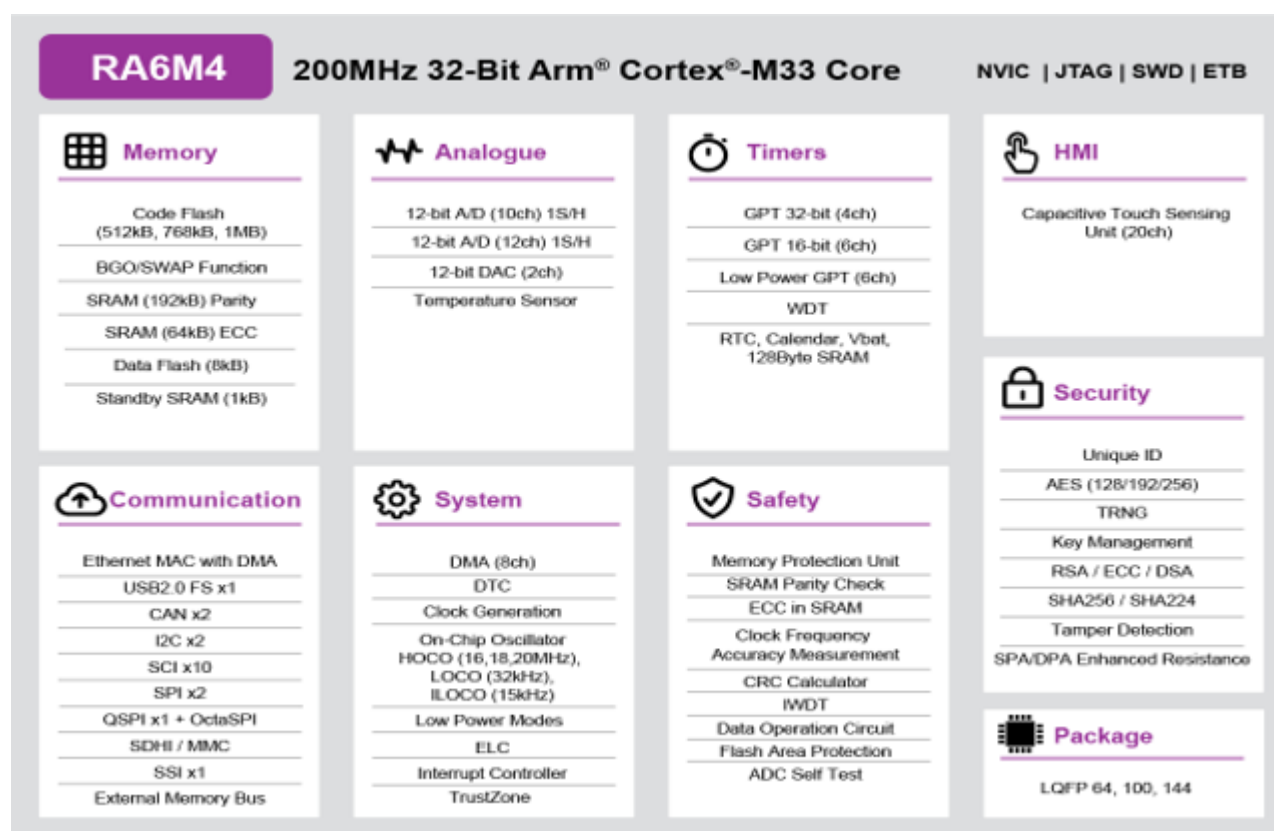 RA6M4
200MHz 32-Bit Arm® Cortex®-M33 Core
NVIC | JTAG | SWD | ETB
Memory
Code Flash
(512kB, 768kB, 1MB)
BGO/SWAP Function
SRAM (192kB) Parity
SRAM (64kB) ECC
Data Flash (8kB)
Standby SRAM (1kB)
Analogue
12-bit A/D (10ch) 1S/H
12-bit A/D (12ch) 1S/H
12-bit DAC (2ch)
Temperature Sensor
Timers
GPT 32-bit (4ch)
GPT 16-bit (6ch)
Low Power GPT (6ch)
WDT
RTC, Calendar, Vbat,
128Byte SRAM
HMI
Capacitive Touch Sensing
Unit (20ch)
Communication
Ethernet MAC with DMA
USB2.0 FS x1
CAN x2
I2C x2
SCI x10
SPI x2
QSPI x1 + OctaSPI
SDHI / MMC
SSI x1
External Memory Bus
System
DMA (8ch)
DTC
Clock Generation
On-Chip Oscillator
HOCO (16,18,20MHz),
LOCO (32kHz),
ILOCO (15kHz)
Low Power Modes
ELC
Interrupt Controller
TrustZone
Safety
Memory Protection Unit
SRAM Parity Check
ECC in SRAM
Clock Frequency
Accuracy Measurement
CRC Calculator
IWDT
Data Operation Circuit
Flash Area Protection
ADC Self Test
Security
Unique ID
AES (128/192/256)
TRNG
Key Management
RSA / ECC / DSA
SHA256 / SHA224
Tamper Detection
SPA/DPA Enhanced Resistance
Package
LQFP 64, 100, 144